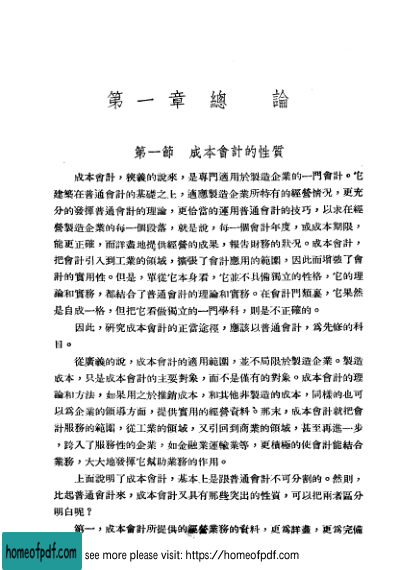 第一章 總論
第一節 成本會計的性質
成本會計，狹義的說來，是專門適用於製造企業的一門會計。它
建築在普通會計的基礎之上，適應製造企業所特有的經營情況，更充
分的發揮普通會計的理論，更恰當的運用普通會計的技巧，以求在經
營製造企業的每一個段落，就是說，每一個會計年度，或成本期限，
能更正確，而詳盡地提供經營的成果，報告財務的狀況。成本會計，
把會計引入到工業的領域，擴張了會計應用的範圍，因此而增強了會
計的實用性。但是，單從它本身看，它並不具備獨立的性格，它的理
論和實務，都結合了普通會計的理論和實務。在會計門類裏，它果然
是自成一格，但把它看做獨立的一門學科，則是不正確的。
因此，研究成本會計的正當途徑，應該以普通會計，爲先修的科
目。
從廣義的說，成本會計的適用範圍，並不局限於製造企業。製造
成本，只是成本會計的主要對象，而不是僅有的對象。成本會計的理
論和方法，如果用之於推銷成本，和其他非製造的成本，同樣的也可
以爲企業的領導方面，提供實用的經營資料。那末，成本會計就把會
計服務的範圍，從工業的領域，又引回到商業的領域，甚至再進一步
，跨入了服務性的企業，如金融業運輸業等，更積極的使會計能結合
業務，大大地發揮它幫助業務的作用。
上面說明了成本會計，基本上是跟普通會計不可分割的。然則，
比起普通會計來，成本會計又具有那些突出的性質，可以把兩者區分
明白呢？
第一，成本會計所提供的經營業務的資料，更爲詳盡，更爲完備
homeofpdf.com
see more please visit: https://homeofpdf.com